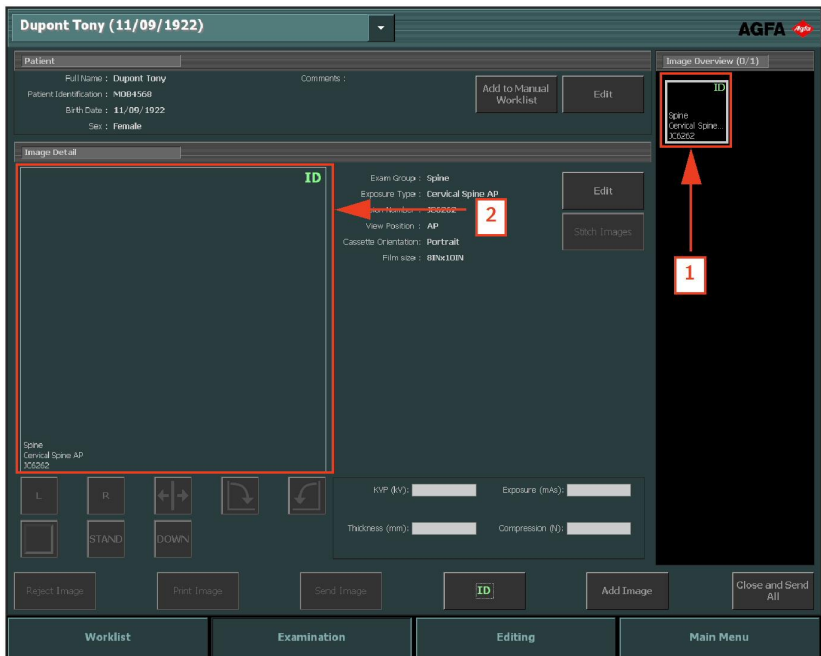 Dupont Tony (11/09/1922)
AGFA Agfa
Patient
Full Name : Dupont Tony
Patient Identification : MO84568
Birth Date : 11/09/1922
Sex : Female
Comments :
Add to Manual
Worklist
Edit
Image Overview (0/1)
ID
Spine
Cervical Spine...
JC6262
1
Image Detail
ID
Spine
Cervical Spine AP
JC6262
2
Exam Group : Spine
Exposure Type : Cervical Spine AP
Number JC6262
View Position : AP
Cassette Orientation: Portrait
Film size : 8INx10IN
Edit
Stitch Images
L
R
STAND
DOWN
KVP (kV):
Exposure (mAs):
Thickness (mm):
Compression (N):
Reject Image
Print Image
Send Image
ID
Add Image
Close and Send
All
Worklist
Examination
Editing
Main Menu